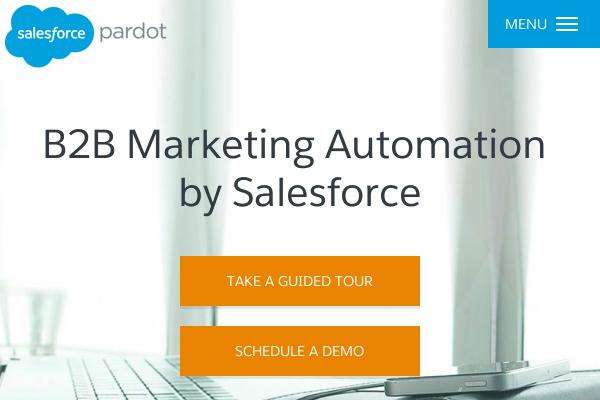 salesforce pardot
MENU
B2B Marketing Automation
by Salesforce
TAKE A GUIDED TOUR
SCHEDULE A DEMO